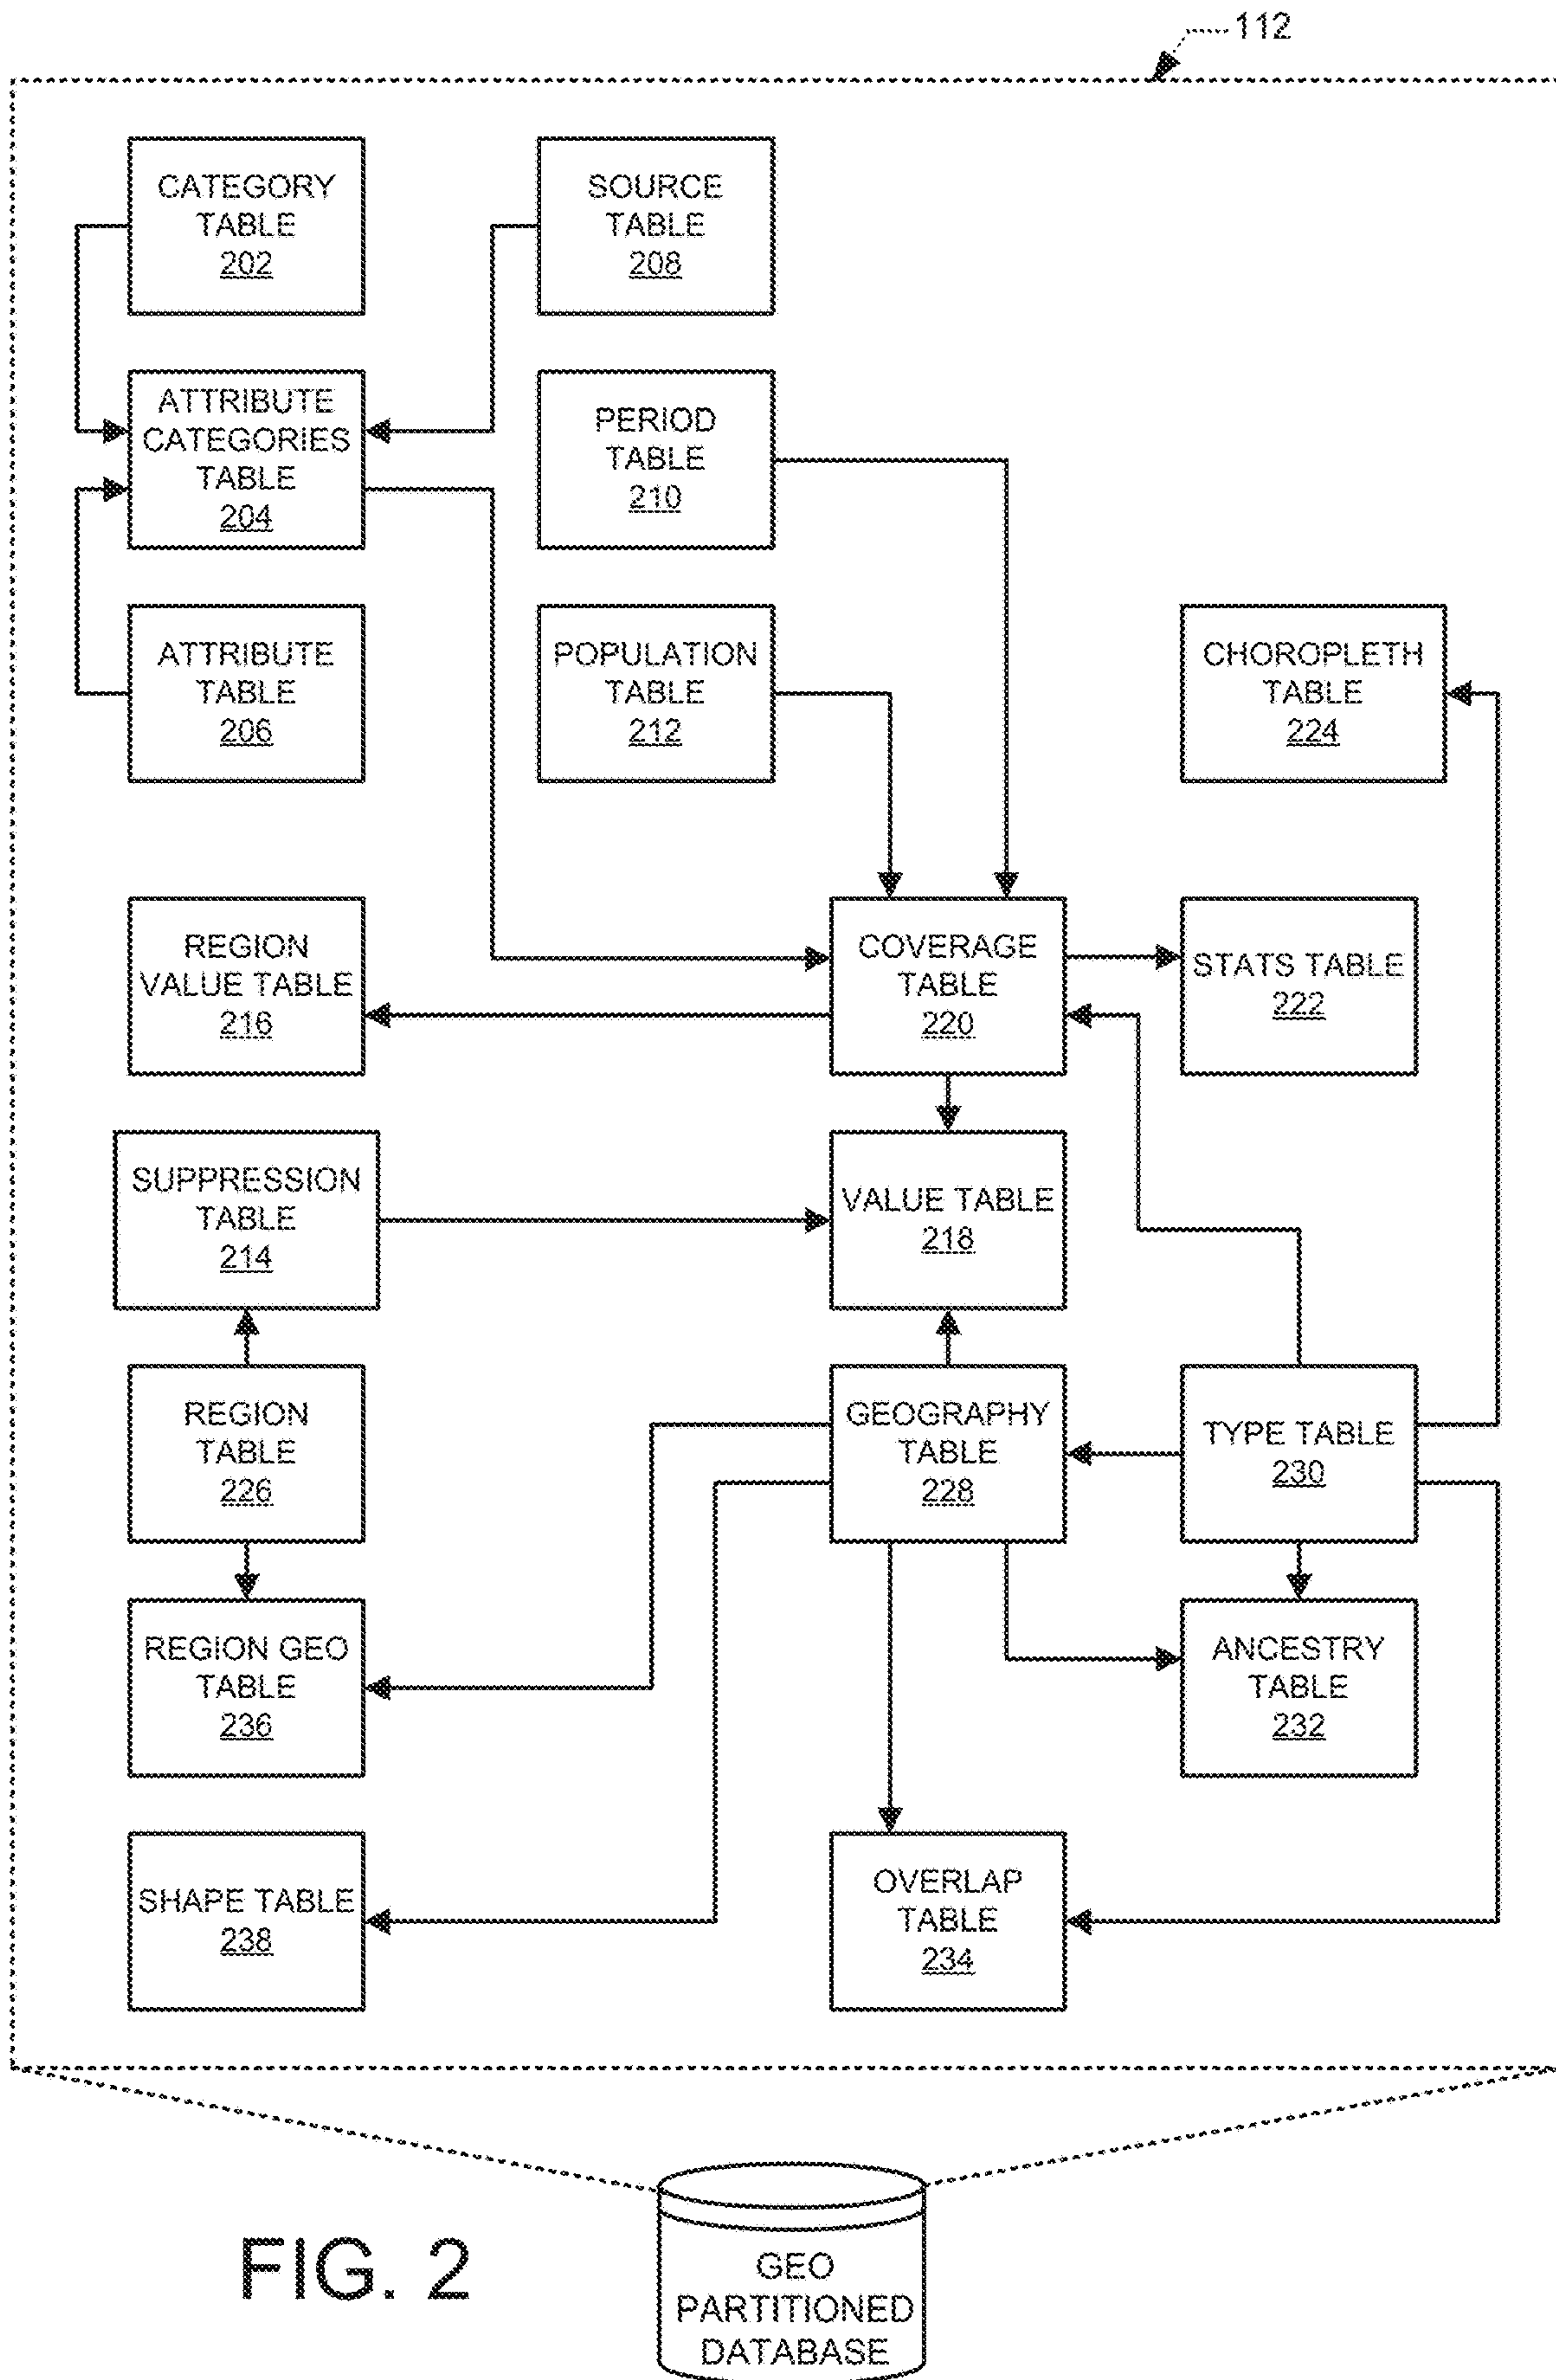 112
CATEGORY
TABLE
202
SOURCE
TABLE
208
ATTRIBUTE
CATEGORIES
TABLE
204
PERIOD
TABLE
210
ATTRIBUTE
TABLE
206
POPULATION
TABLE
212
CHOROPLETH
TABLE
224
REGION
VALUE TABLE
216
COVERAGE
TABLE
220
STATS TABLE
222
SUPPRESSION
TABLE
214
VALUE TABLE
218
REGION
TABLE
226
GEOGRAPHY
TABLE
228
TYPE TABLE
230
REGION GEO
TABLE
236
ANCESTRY
TABLE
232
SHAPE TABLE
238
OVERLAP
TABLE
234
FIG. 2
GEO
PARTITIONED
DATABASE